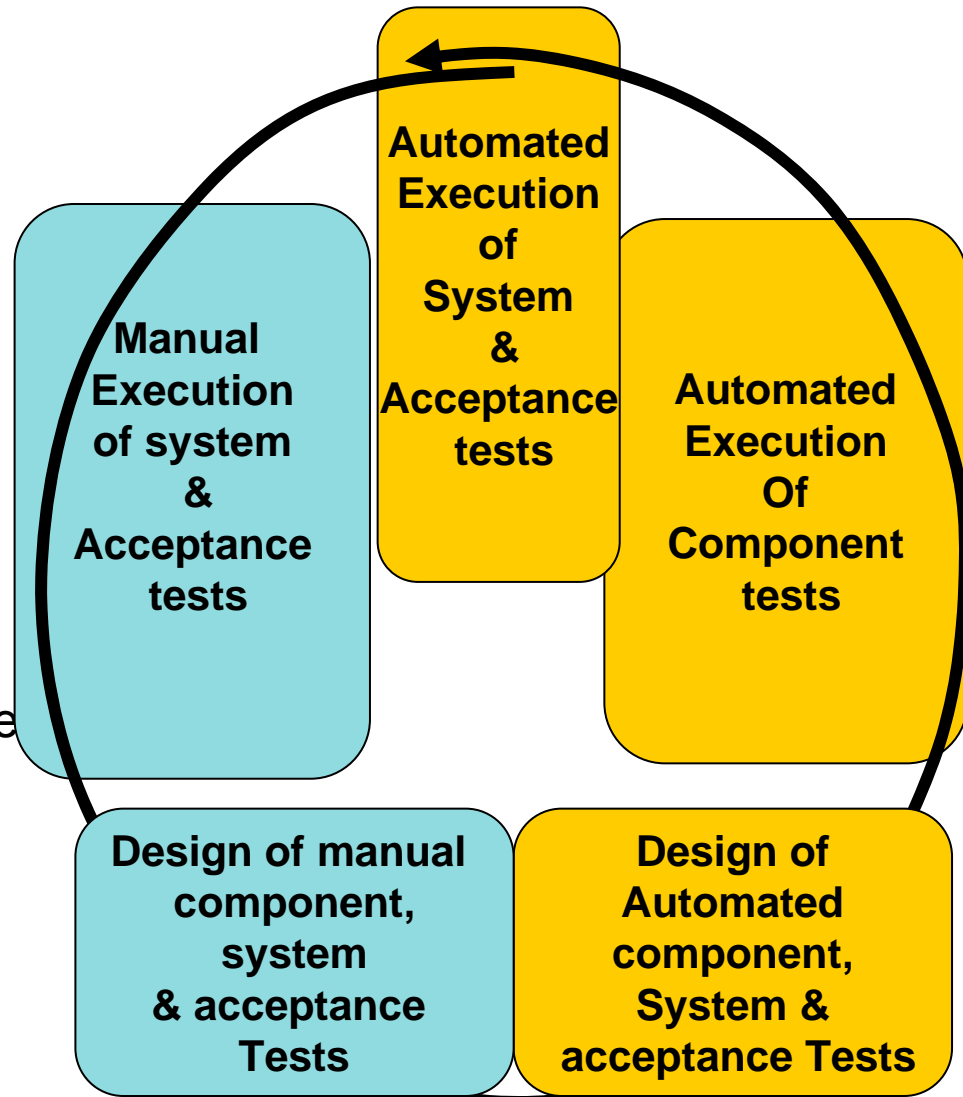 Automated
Execution
of
System
&
Acceptance
tests
Manual
Execution
of system
&
Acceptance
tests
Automated
Execution
Of
Component
tests
e
Design of manual
component,
system
& acceptance
Tests
Design of
Automated
component,
System &
acceptance Tests